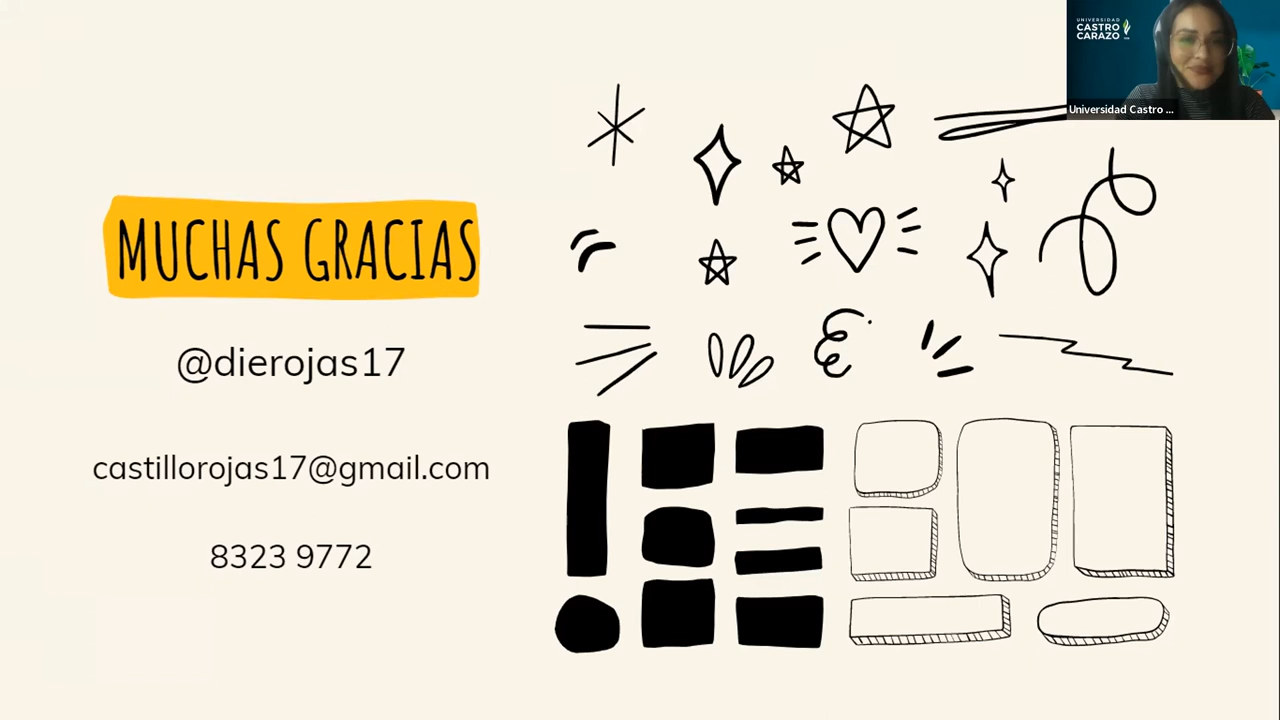 MUCHAS GRACIAS
@dierojas17
castillorojas17@gmail.com
8323 9772
UNIVERSIDAD
CASTRO
CARAZO
Universidad Castro ...